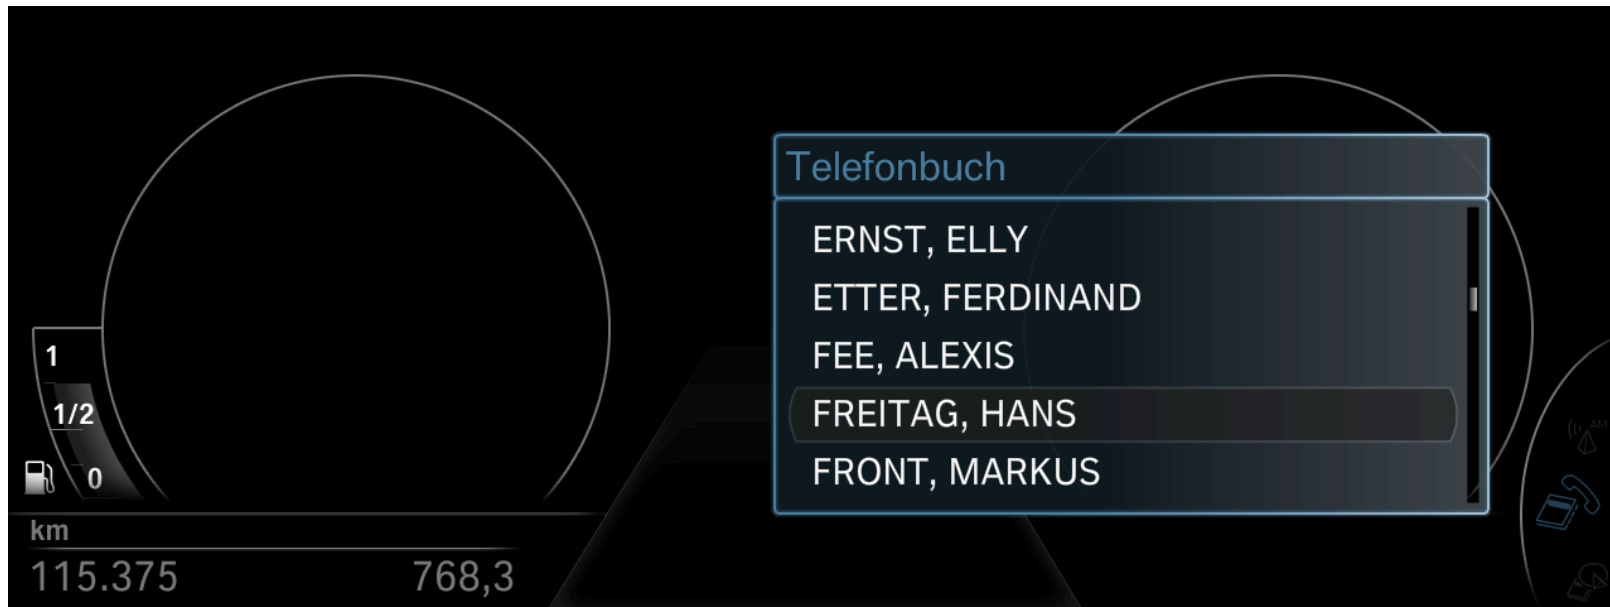 Telefonbuch
ERNST, ELLY
ETTER, FERDINAND
FEE, ALEXIS
FREITAG, HANS
FRONT, MARKUS
1
1/2
0
km
115.375 768,3
AM